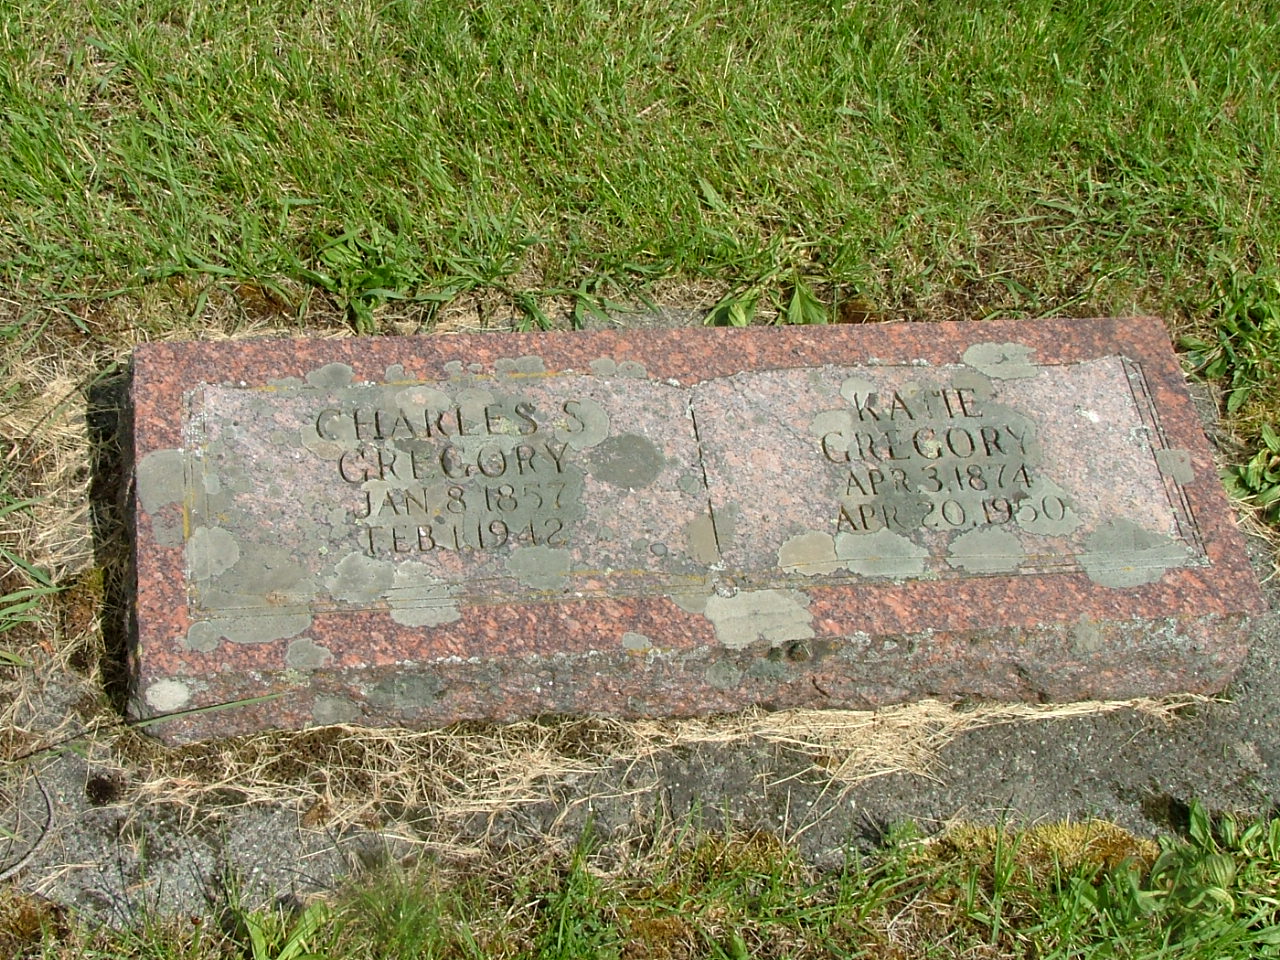 CHARLES S
GREGORY
JAN. 8 1857
FEB. 1. 1942
KATIE
GREGORY
APR. 3. 1874
APR. 20. 1950